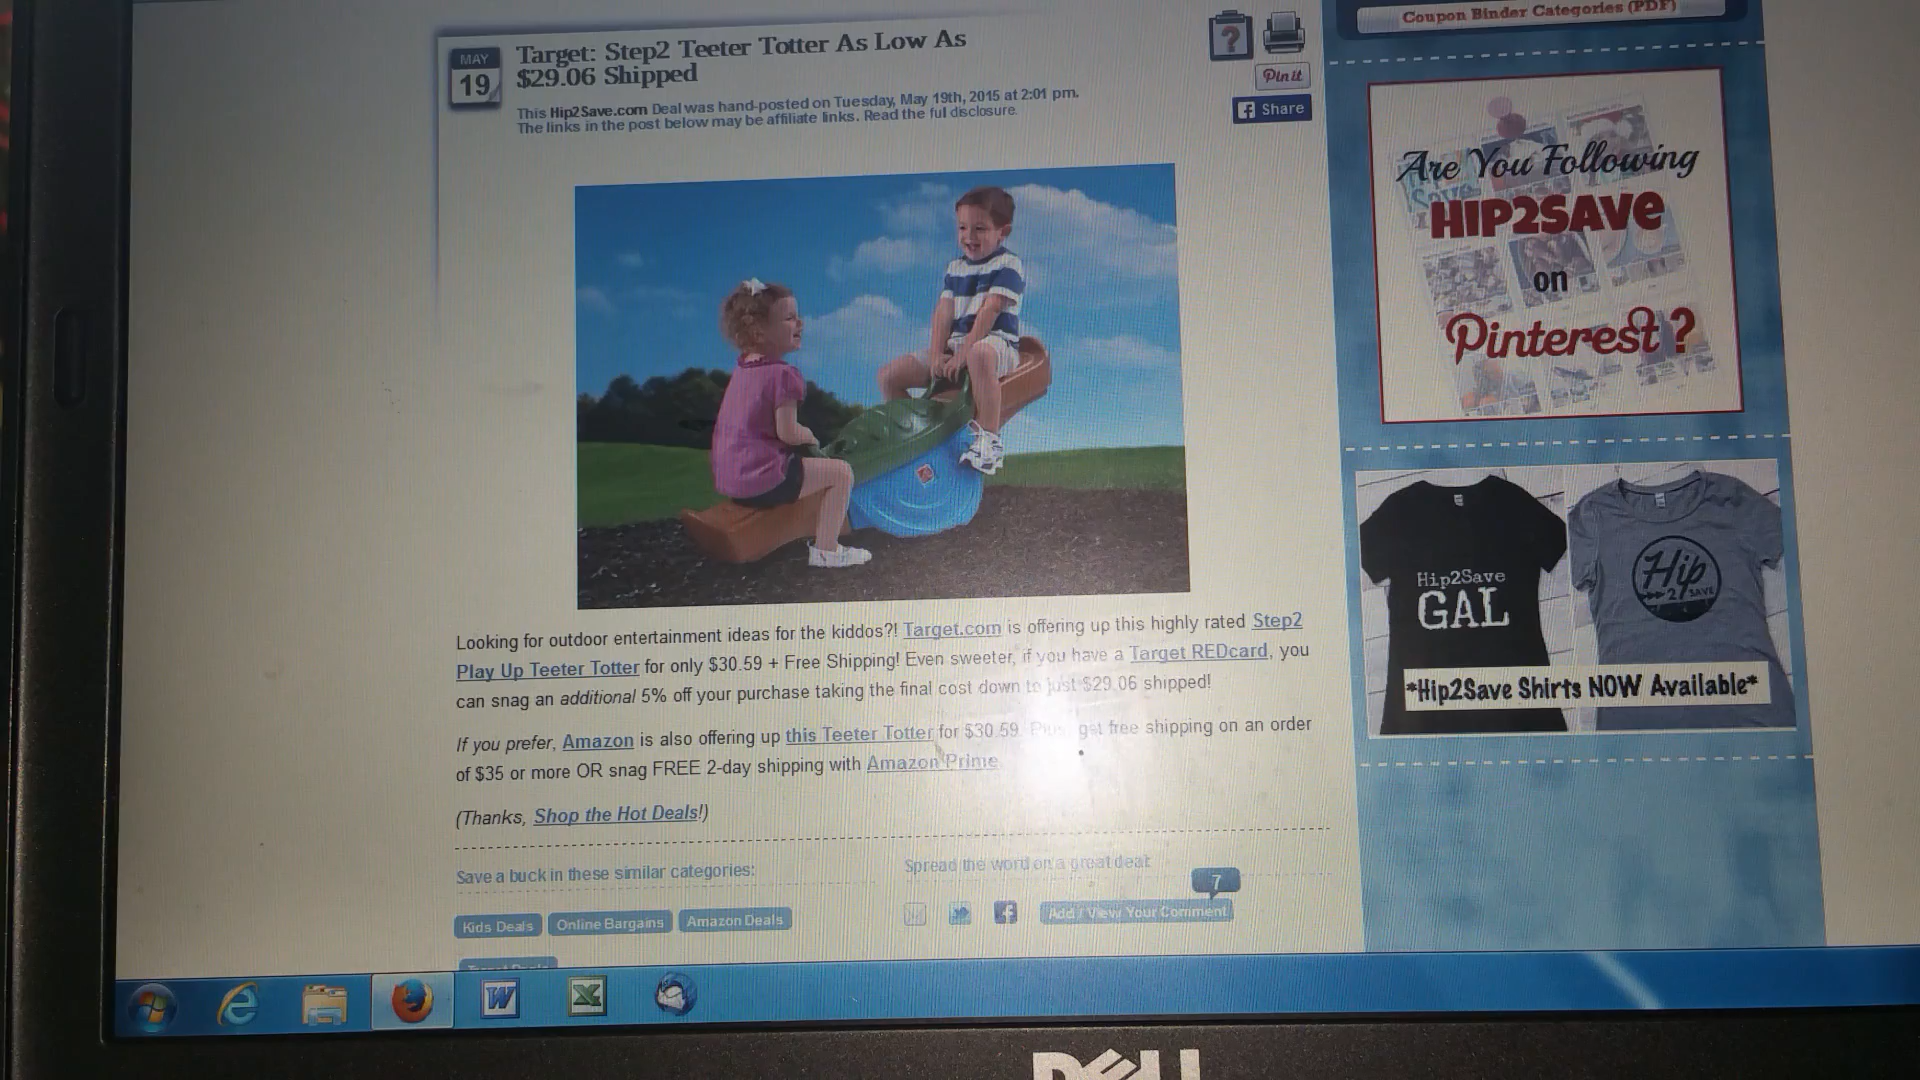 MAY
19
Target: Step2 Teeter Totter As Low As
$29.06 Shipped
This Hip2Save.com Deal was hand-posted on Tuesday, May 19th, 2015 at 2:01 pm.
The links in the post below may be affiliate links. Read the ful disclosure.
?
Pin it
Share
Looking for outdoor entertainment ideas for the kiddos?! Target.com is offering up this highly rated Step2
Play Up Teeter Totter for only $30.59 + Free Shipping! Even sweeter, if you have a Target REDcard, you
can snag an additional 5% off your purchase taking the final cost down to just $29.06 shipped!
If you prefer, Amazon is also offering up this Teeter Totter for $30.59. Plus, get free shipping on an order
of $35 or more OR snag FREE 2-day shipping with Amazon Prime
(Thanks, Shop the Hot Deals!)
Save a buck in these similar categories:
Kids Deals Online Bargains Amazon Deals
Target Deals
Spread the word on a great deal:
7
Add / View Your Comment
Coupon Binder Categories (PDF)
Are You Following
HIP2SAVE
on
Pinterest?
Hip2Save
GAL
Hip
2 SAVE
*Hip2Save Shirts NOW Available*
DELL